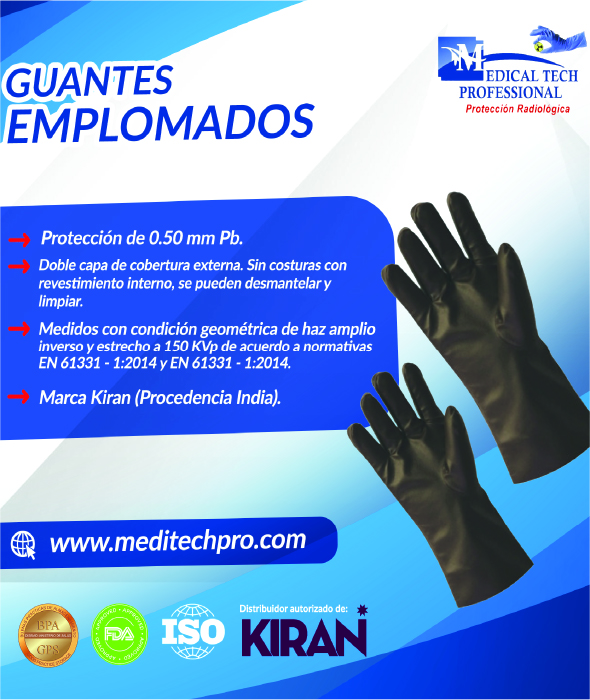 GUANTES
EMPLOMADOS
MEDICAL TECH
PROFESSIONAL
Protección Radiológica
Protección de 0.50 mm Pb.
Doble capa de cobertura externa. Sin costuras con
revestimiento interno, se pueden desmantelar y
limpiar.
Medidos con condición geométrica de haz amplio
inverso y estrecho a 150 KVp de acuerdo a normativas
EN 61331 - 1:2014 y EN 61331 - 1:2014.
Marca Kiran (Procedencia India).
www.meditechpro.com
BPA
GPS
APPROVED
FDA
ISO
Distribuidor autorizado de:
KIRAN